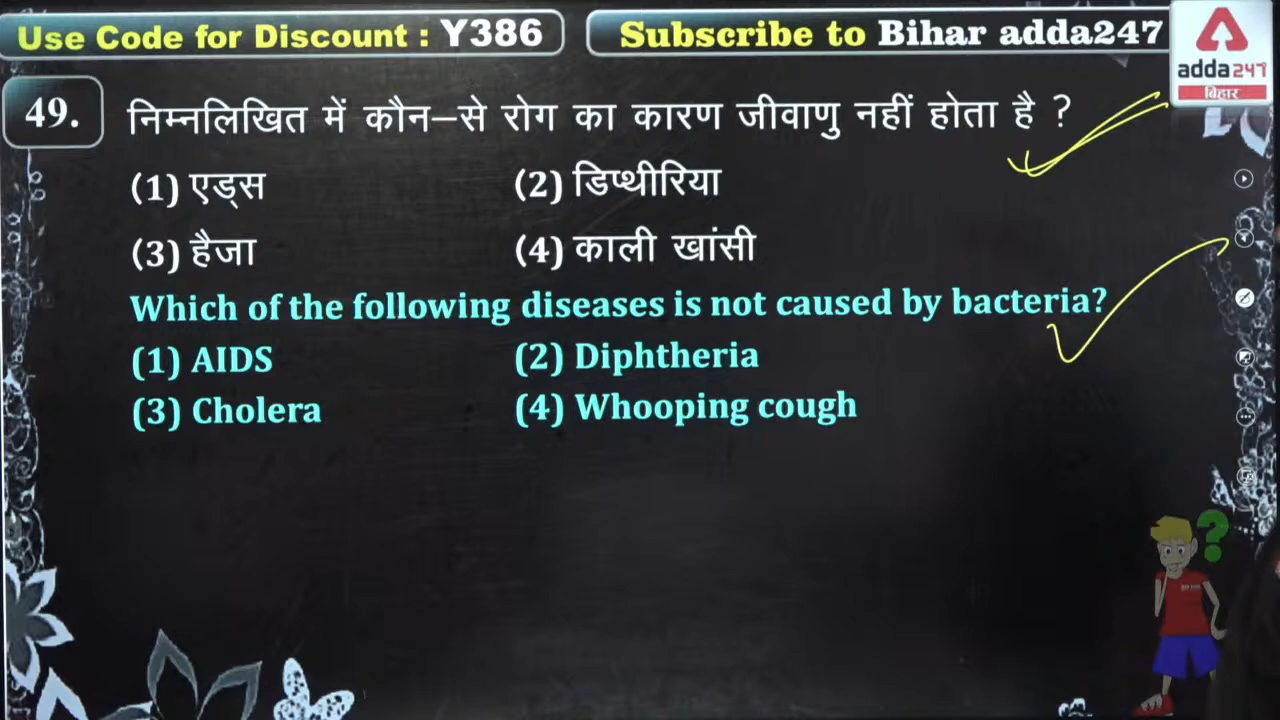 Use Code for Discount : Y386
Subscribe to Bihar adda247
adda247
बिहार
49. निम्नलिखित में कौन–से रोग का कारण जीवाणु नहीं होता है ?
(1) एड्स (2) डिप्थीरिया
(3) हैजा (4) काली खांसी
Which of the following diseases is not caused by bacteria?
(1) AIDS (2) Diphtheria
(3) Cholera (4) Whooping cough